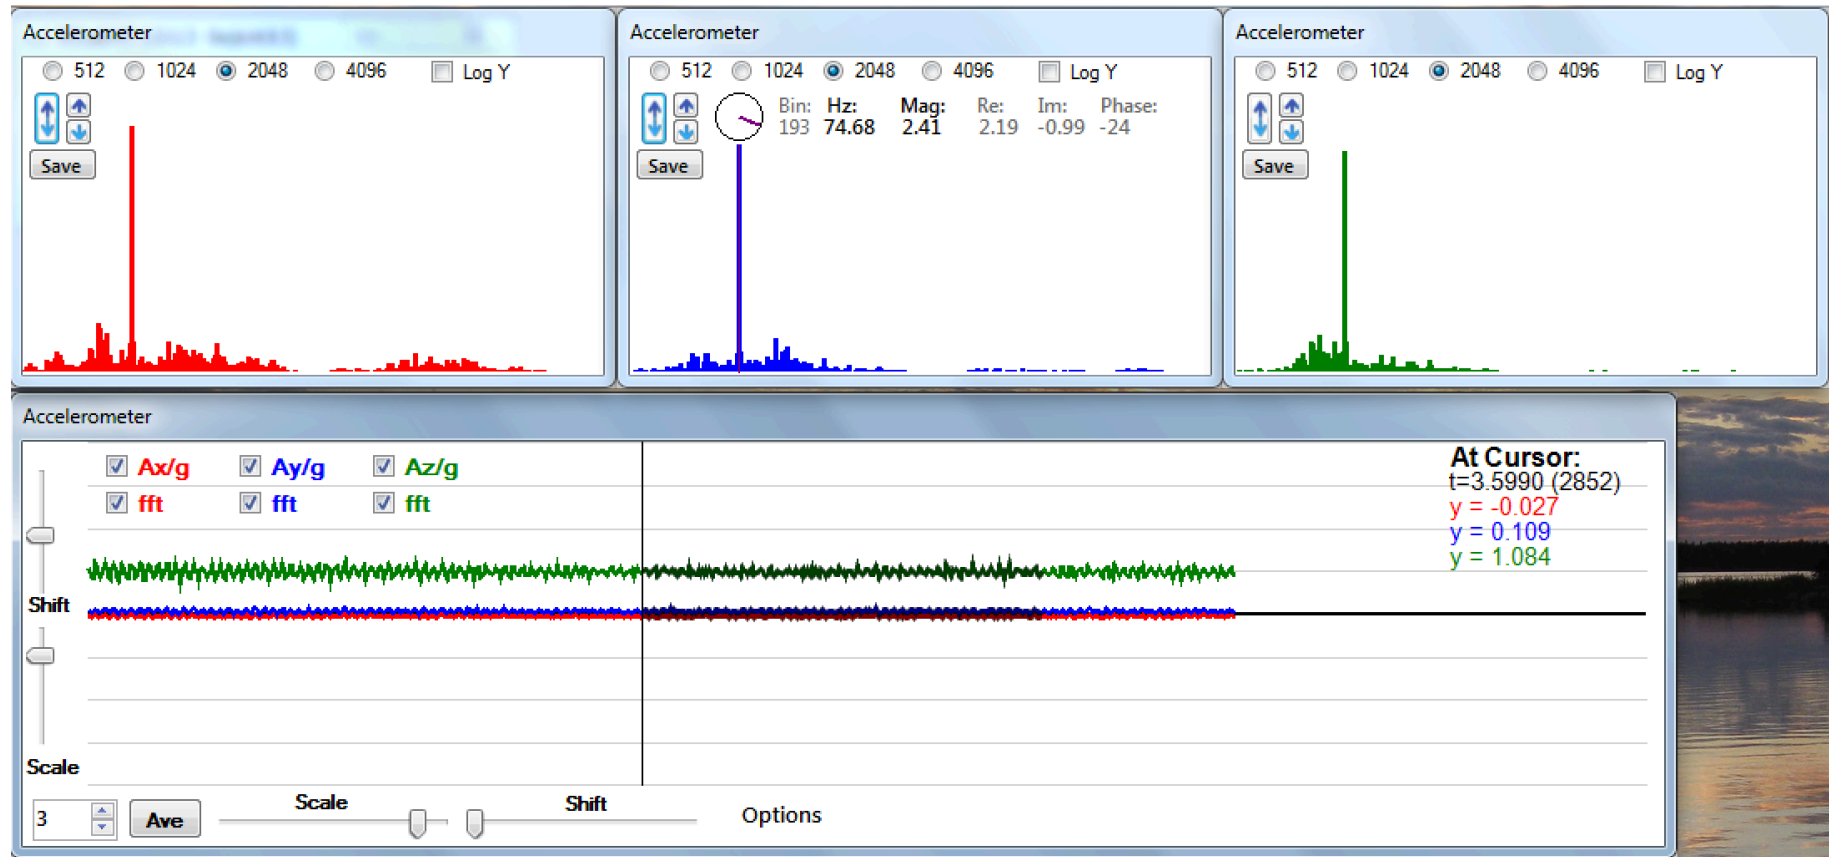 Accelerometer
512 1024 2048 4096 Log Y
Save
Accelerometer
512 1024 2048 4096 Log Y
Bin: Hz: Mag: Re: Im: Phase:
193 74.68 2.41 2.19 -0.99 -24
Save
Accelerometer
512 1024 2048 4096 Log Y
Save
Accelerometer
Ax/g Ay/g Az/g
fft fft fft
At Cursor:
t=3.5990 (2852)
y = -0.027
y = 0.109
y = 1.084
Shift
Scale
3 Ave Scale Shift Options